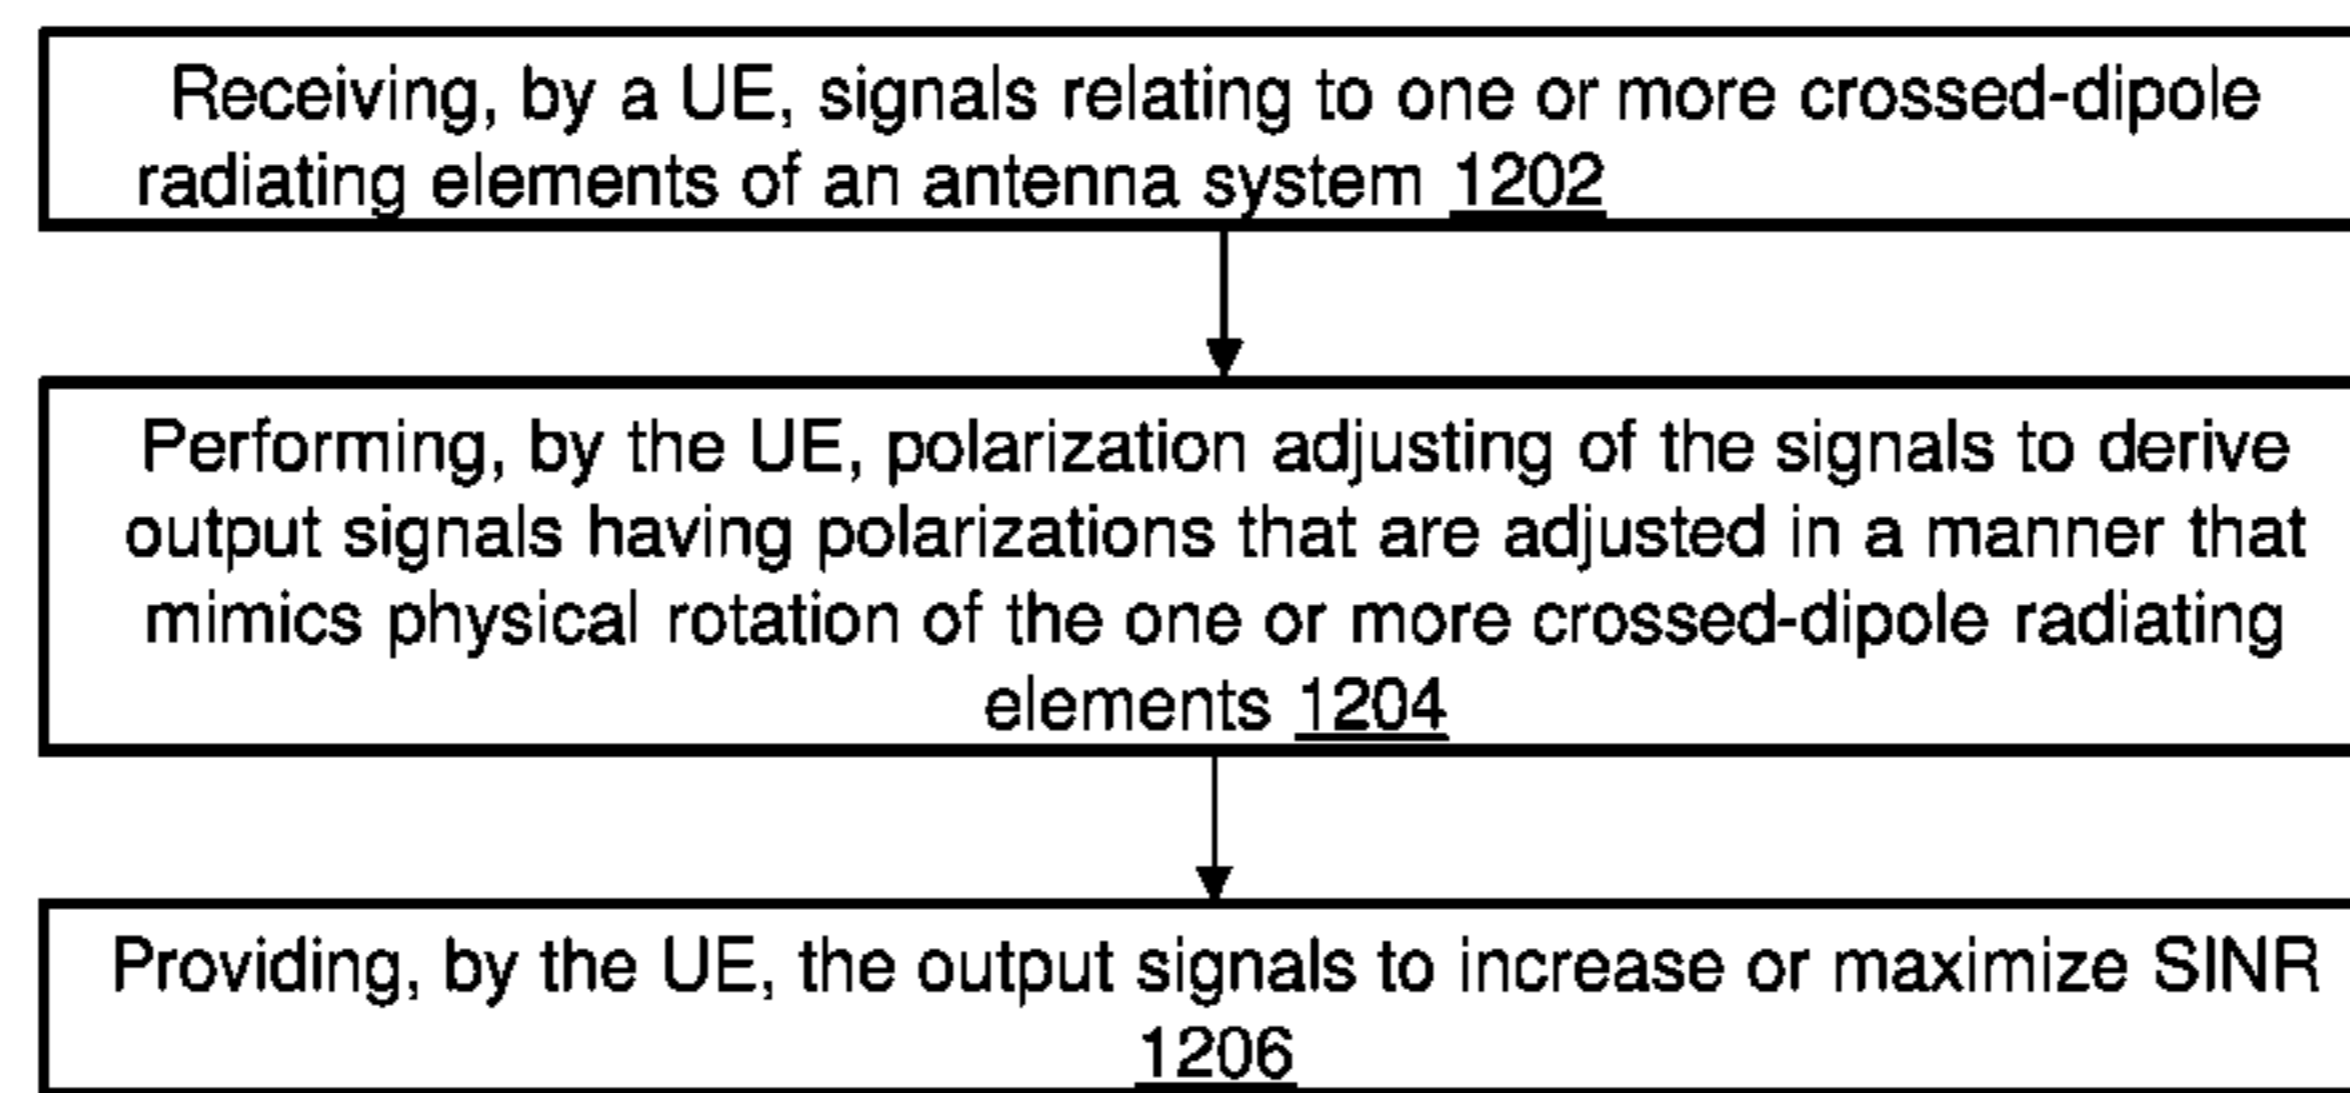 Receiving, by a UE, signals relating to one or more crossed-dipole
radiating elements of an antenna system 1202
Performing, by the UE, polarization adjusting of the signals to derive
output signals having polarizations that are adjusted in a manner that
mimics physical rotation of the one or more crossed-dipole radiating
elements 1204
Providing, by the UE, the output signals to increase or maximize SINR
1206